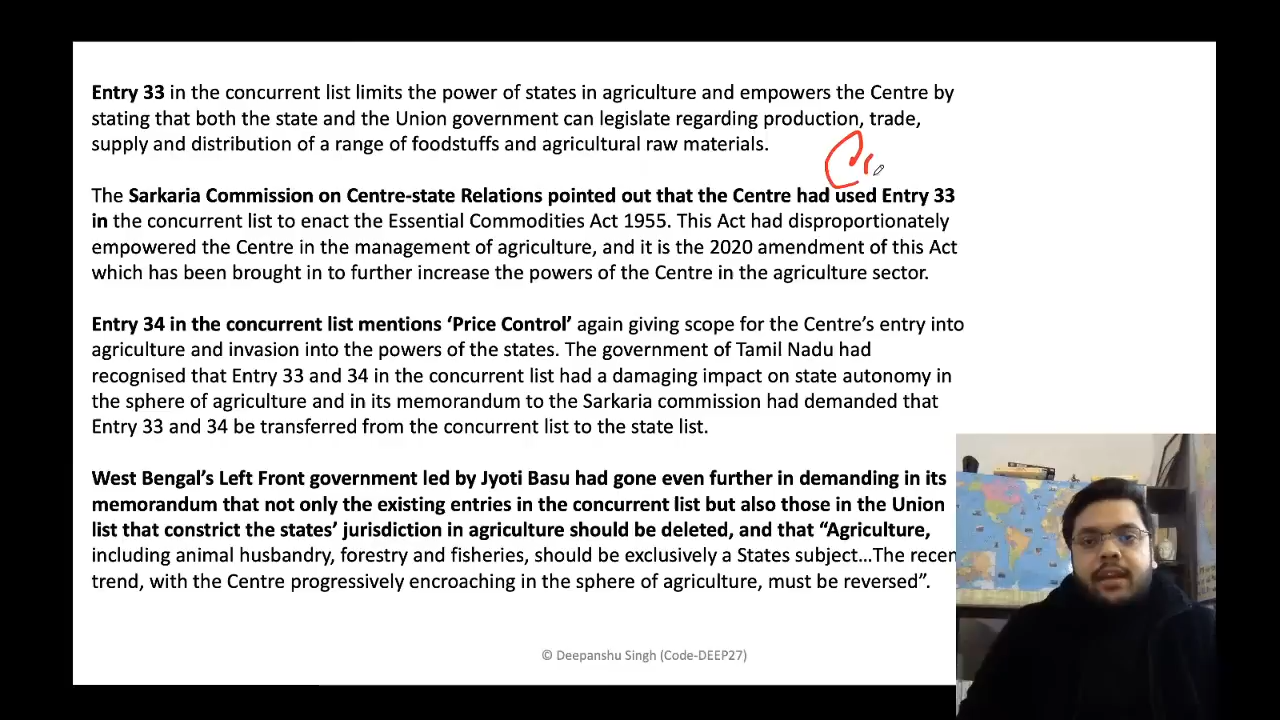 Entry 33 in the concurrent list limits the power of states in agriculture and empowers the Centre by
stating that both the state and the Union government can legislate regarding production, trade,
supply and distribution of a range of foodstuffs and agricultural raw materials.
The Sarkaria Commission on Centre-state Relations pointed out that the Centre had used Entry 33
in the concurrent list to enact the Essential Commodities Act 1955. This Act had disproportionately
empowered the Centre in the management of agriculture, and it is the 2020 amendment of this Act
which has been brought in to further increase the powers of the Centre in the agriculture sector.
Entry 34 in the concurrent list mentions ‘Price Control’ again giving scope for the Centre’s entry into
agriculture and invasion into the powers of the states. The government of Tamil Nadu had
recognised that Entry 33 and 34 in the concurrent list had a damaging impact on state autonomy in
the sphere of agriculture and in its memorandum to the Sarkaria commission had demanded that
Entry 33 and 34 be transferred from the concurrent list to the state list.
West Bengal’s Left Front government led by Jyoti Basu had gone even further in demanding in its
memorandum that not only the existing entries in the concurrent list but also those in the Union
list that constrict the states’ jurisdiction in agriculture should be deleted, and that “Agriculture,
including animal husbandry, forestry and fisheries, should be exclusively a States subject…The recen
trend, with the Centre progressively encroaching in the sphere of agriculture, must be reversed”.
© Deepanshu Singh (Code-DEEP27)